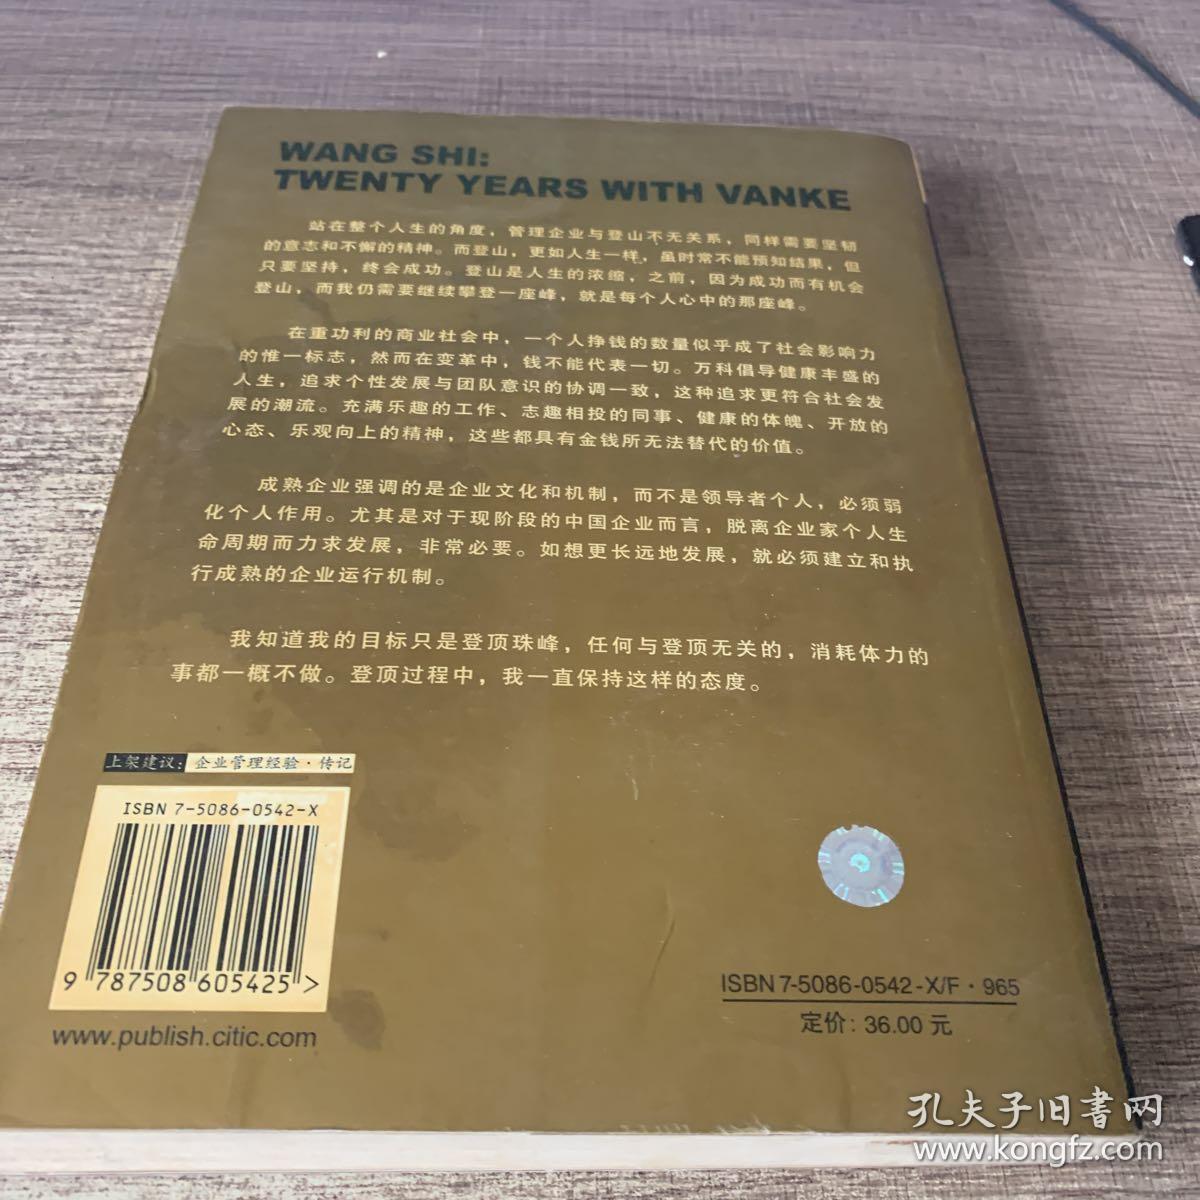 WANG SHI:
TWENTY YEARS WITH VANKE
站在整个人生的角度，管理企业与登山不无关系，同样需要坚韧
的意志和不懈的精神。而登山，更如人生一样，虽时常不能预知结果，但
只要坚持，终会成功。登山是人生的浓缩，之前，因为成功而有机会
登山，而我仍需要继续攀登一座峰，就是每个人心中的那座峰。
在重功利的商业社会中，一个人挣钱的数量似乎成了社会影响力
的惟一标志，然而在变革中，钱不能代表一切。万科倡导健康丰盛的
人生，追求个性发展与团队意识的协调一致，这种追求更符合社会发
展的潮流。充满乐趣的工作、志趣相投的同事、健康的体魄、开放的
心态、乐观向上的精神，这些都具有金钱所无法替代的价值。
成熟企业强调的是企业文化和机制，而不是领导者个人，必须弱
化个人作用。尤其是对于现阶段的中国企业而言，脱离企业家个人生
命周期而力求发展，非常必要。如想更长远地发展，就必须建立和执
行成熟的企业运行机制。
我知道我的目标只是登顶珠峰，任何与登顶无关的，消耗体力的
事都一概不做。登顶过程中，我一直保持这样的态度。
上架建议：企业管理经验·传记
ISBN 7-5086-0542-X
9 787508 605425 >
www.publish.citic.com
ISBN 7-5086-0542-X/F·965
定价：36.00 元
孔夫子旧书网
www.kongfz.com